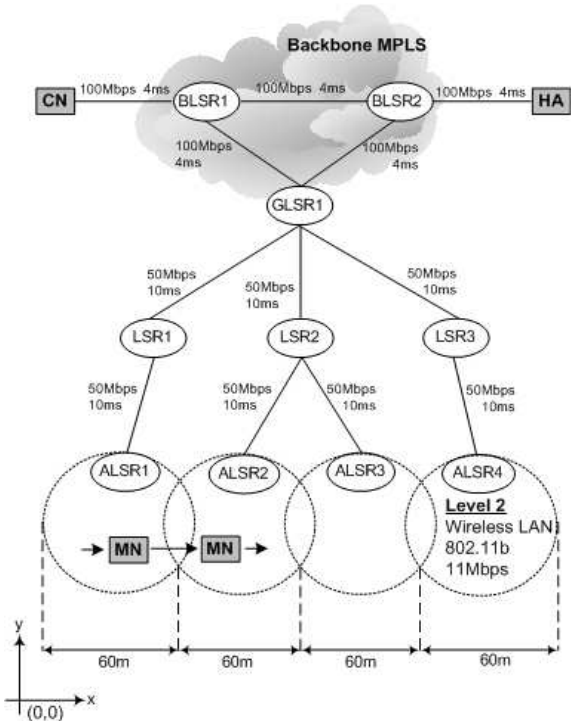 Backbone MPLS
CN
100Mbps 4ms
BLSR1
100Mbps 4ms
BLSR2
100Mbps 4ms
HA
100Mbps
4ms
100Mbps
4ms
GLSR1
50Mbps
10ms
50Mbps
10ms
50Mbps
10ms
LSR1
LSR2
LSR3
50Mbps
10ms
50Mbps
10ms
50Mbps
10ms
50Mbps
10ms
ALSR1
ALSR2
ALSR3
ALSR4
Level 2
Wireless LAN
802.11b
11Mbps
MN
MN
60m
60m
60m
60m
y
x
(0,0)